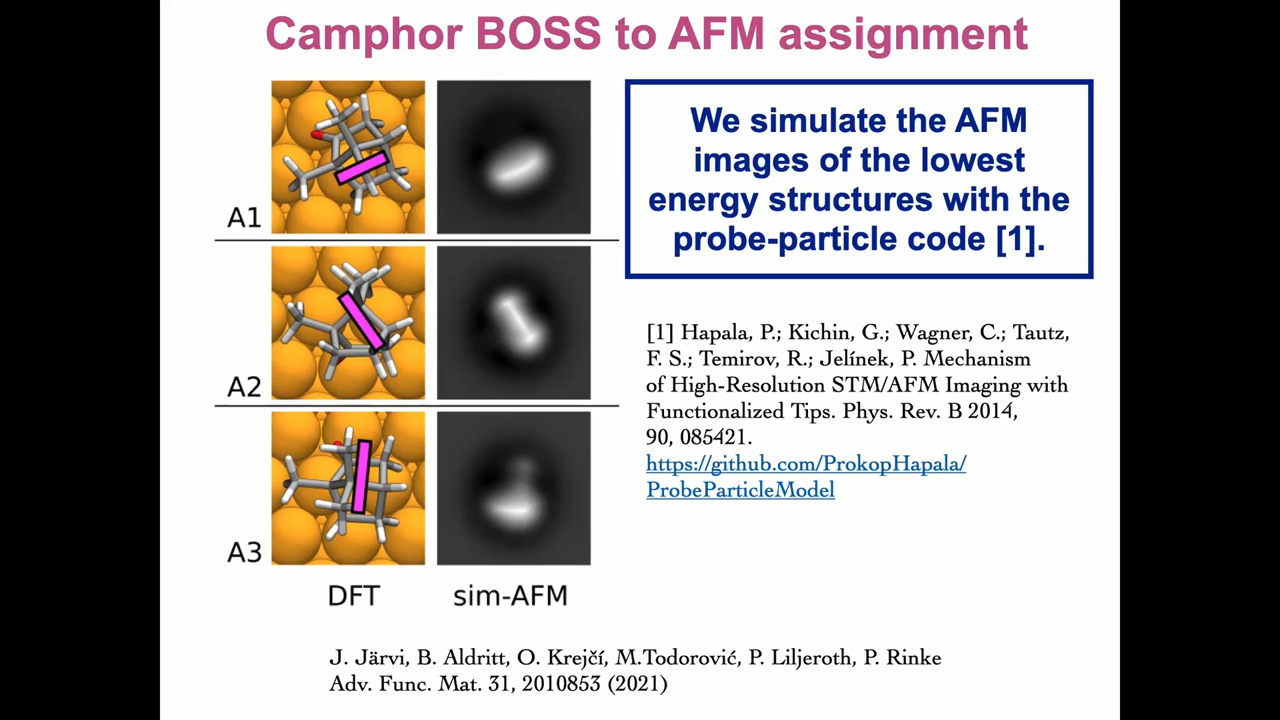 Camphor BOSS to AFM assignment
A1
A2
A3
DFT
sim-AFM
We simulate the AFM
images of the lowest
energy structures with the
probe-particle code [1].
[1] Hapala, P.; Kichin, G.; Wagner, C.; Tautz,
F. S.; Temirov, R.; Jelínek, P. Mechanism
of High-Resolution STM/AFM Imaging with
Functionalized Tips. Phys. Rev. B 2014,
90, 085421.
https://github.com/ProkopHapala/
ProbeParticleModel
J. Järvi, B. Aldritt, O. Krejčí, M.Todorović, P. Liljeroth, P. Rinke
Adv. Func. Mat. 31, 2010853 (2021)